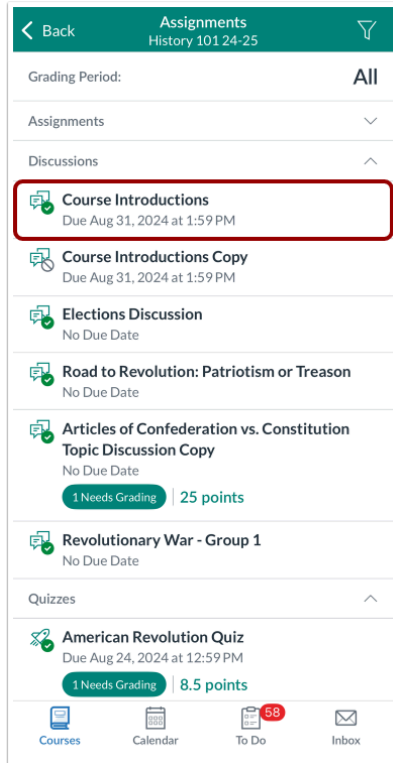 Back
Assignments
History 101 24-25
Grading Period:
All
Assignments
Discussions
Course Introductions
Due Aug 31, 2024 at 1:59 PM
Course Introductions Copy
Due Aug 31, 2024 at 1:59 PM
Elections Discussion
No Due Date
Road to Revolution: Patriotism or Treason
No Due Date
Articles of Confederation vs. Constitution
Topic Discussion Copy
No Due Date
1 Needs Grading 25 points
Revolutionary War - Group 1
No Due Date
Quizzes
American Revolution Quiz
Due Aug 24, 2024 at 12:59 PM
1 Needs Grading 8.5 points
58
Courses Calendar To Do Inbox